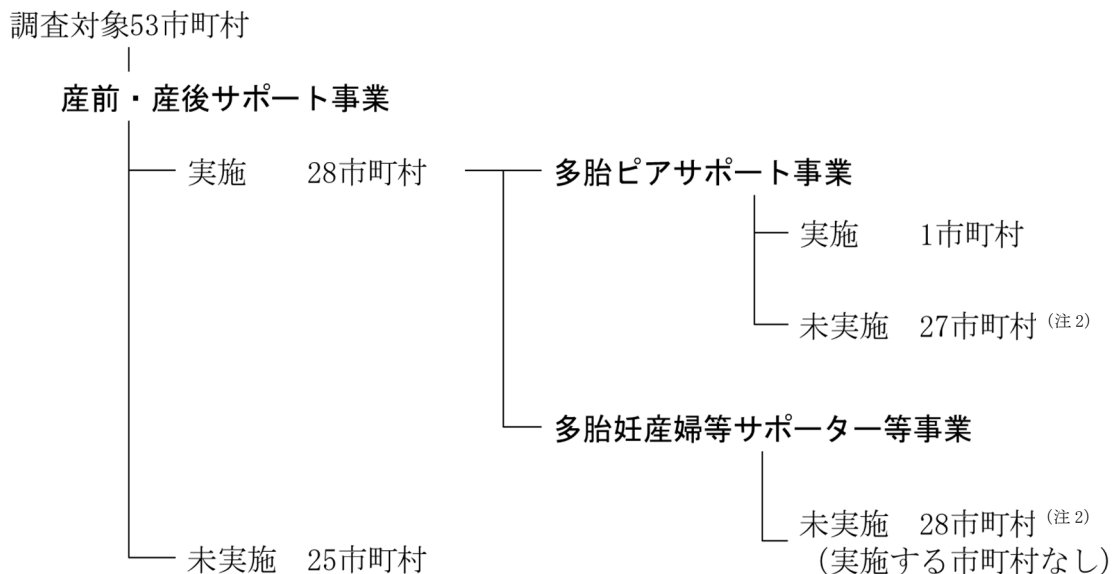 調査対象53市町村
産前・産後サポート事業
実施 28市町村
多胎ピアサポート事業
実施 1市町村
未実施 27市町村(注2)
多胎妊産婦等サポーター等事業
未実施 28市町村(注2)
(実施する市町村なし)
未実施 25市町村